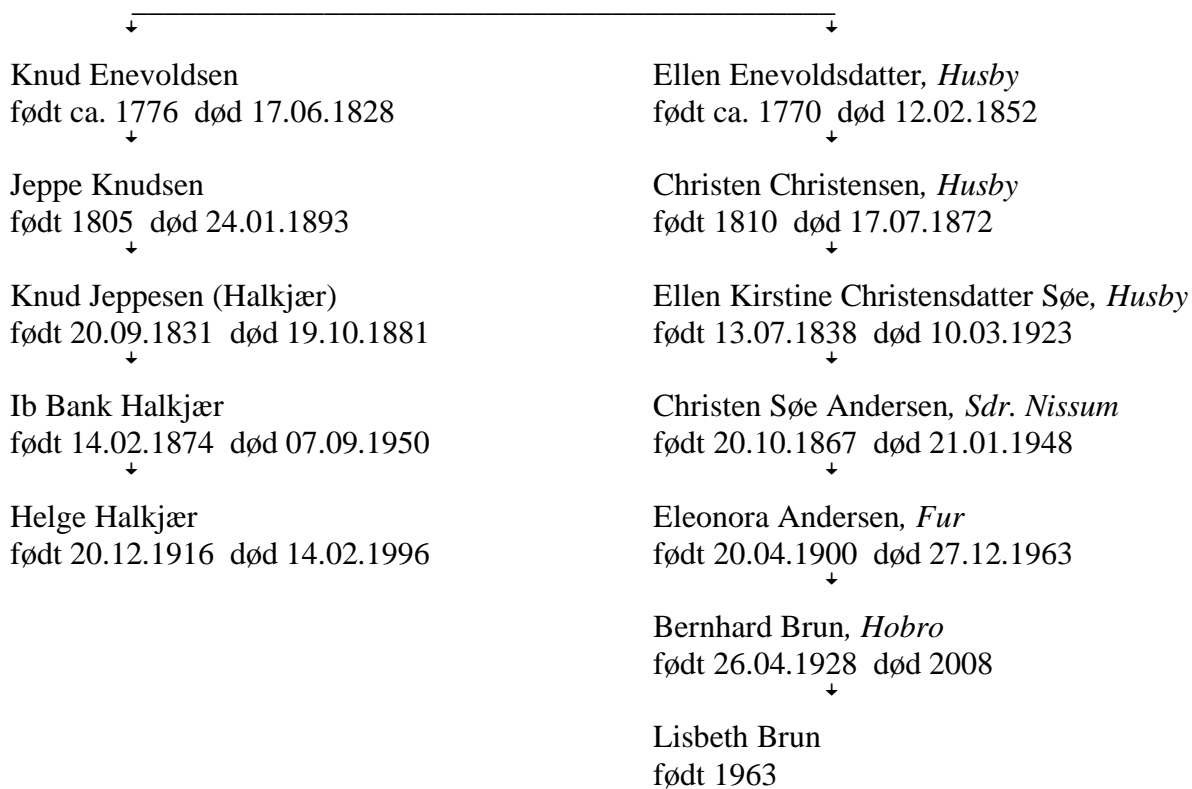 Knud Enevoldsen
født ca. 1776  død 17.06.1828
Jeppe Knudsen
født 1805  død 24.01.1893
Knud Jeppesen (Halkjær)
født 20.09.1831  død 19.10.1881
Ib Bank Halkjær
født 14.02.1874  død 07.09.1950
Helge Halkjær
født 20.12.1916  død 14.02.1996
Ellen Enevoldsdatter, Husby
født ca. 1770  død 12.02.1852
Christen Christensen, Husby
født 1810  død 17.07.1872
Ellen Kirstine Christensdatter Søe, Husby
født 13.07.1838  død 10.03.1923
Christen Søe Andersen, Sdr. Nissum
født 20.10.1867  død 21.01.1948
Eleonora Andersen, Fur
født 20.04.1900  død 27.12.1963
Bernhard Brun, Hobro
født 26.04.1928  død 2008
Lisbeth Brun
født 1963